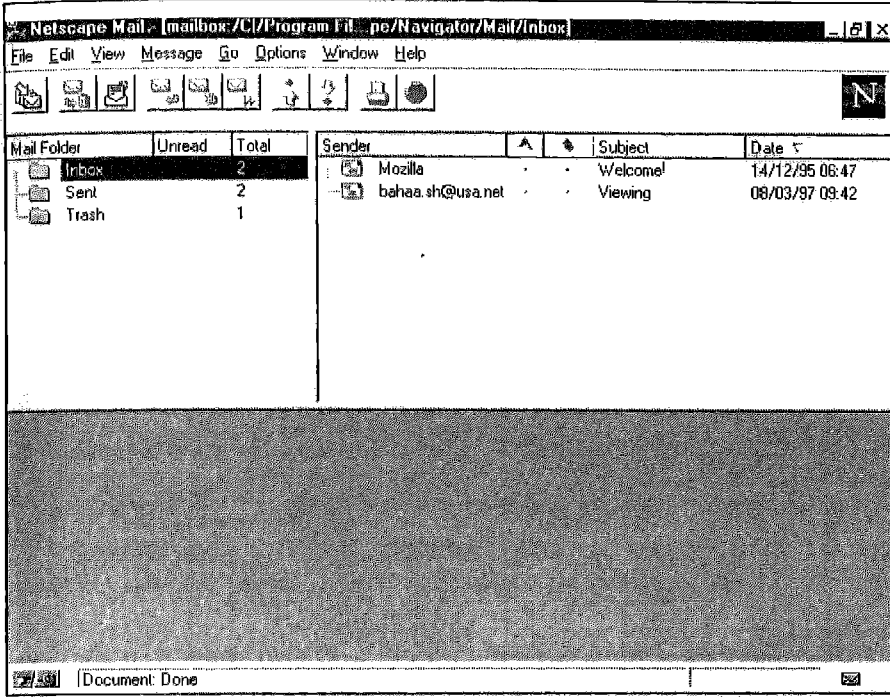 Netscape Mail - [mailbox:/C|/Program Fil... pe/Navigator/Mail/Inbox]
File Edit View Message Go Options Window Help
N
Mail Folder Unread Total
Inbox 2
Sent 2
Trash 1
Sender Subject Date
Mozilla Welcome! 14/12/95 06:47
bahaa.sh@usa.net Viewing 08/03/97 09:42
Document: Done